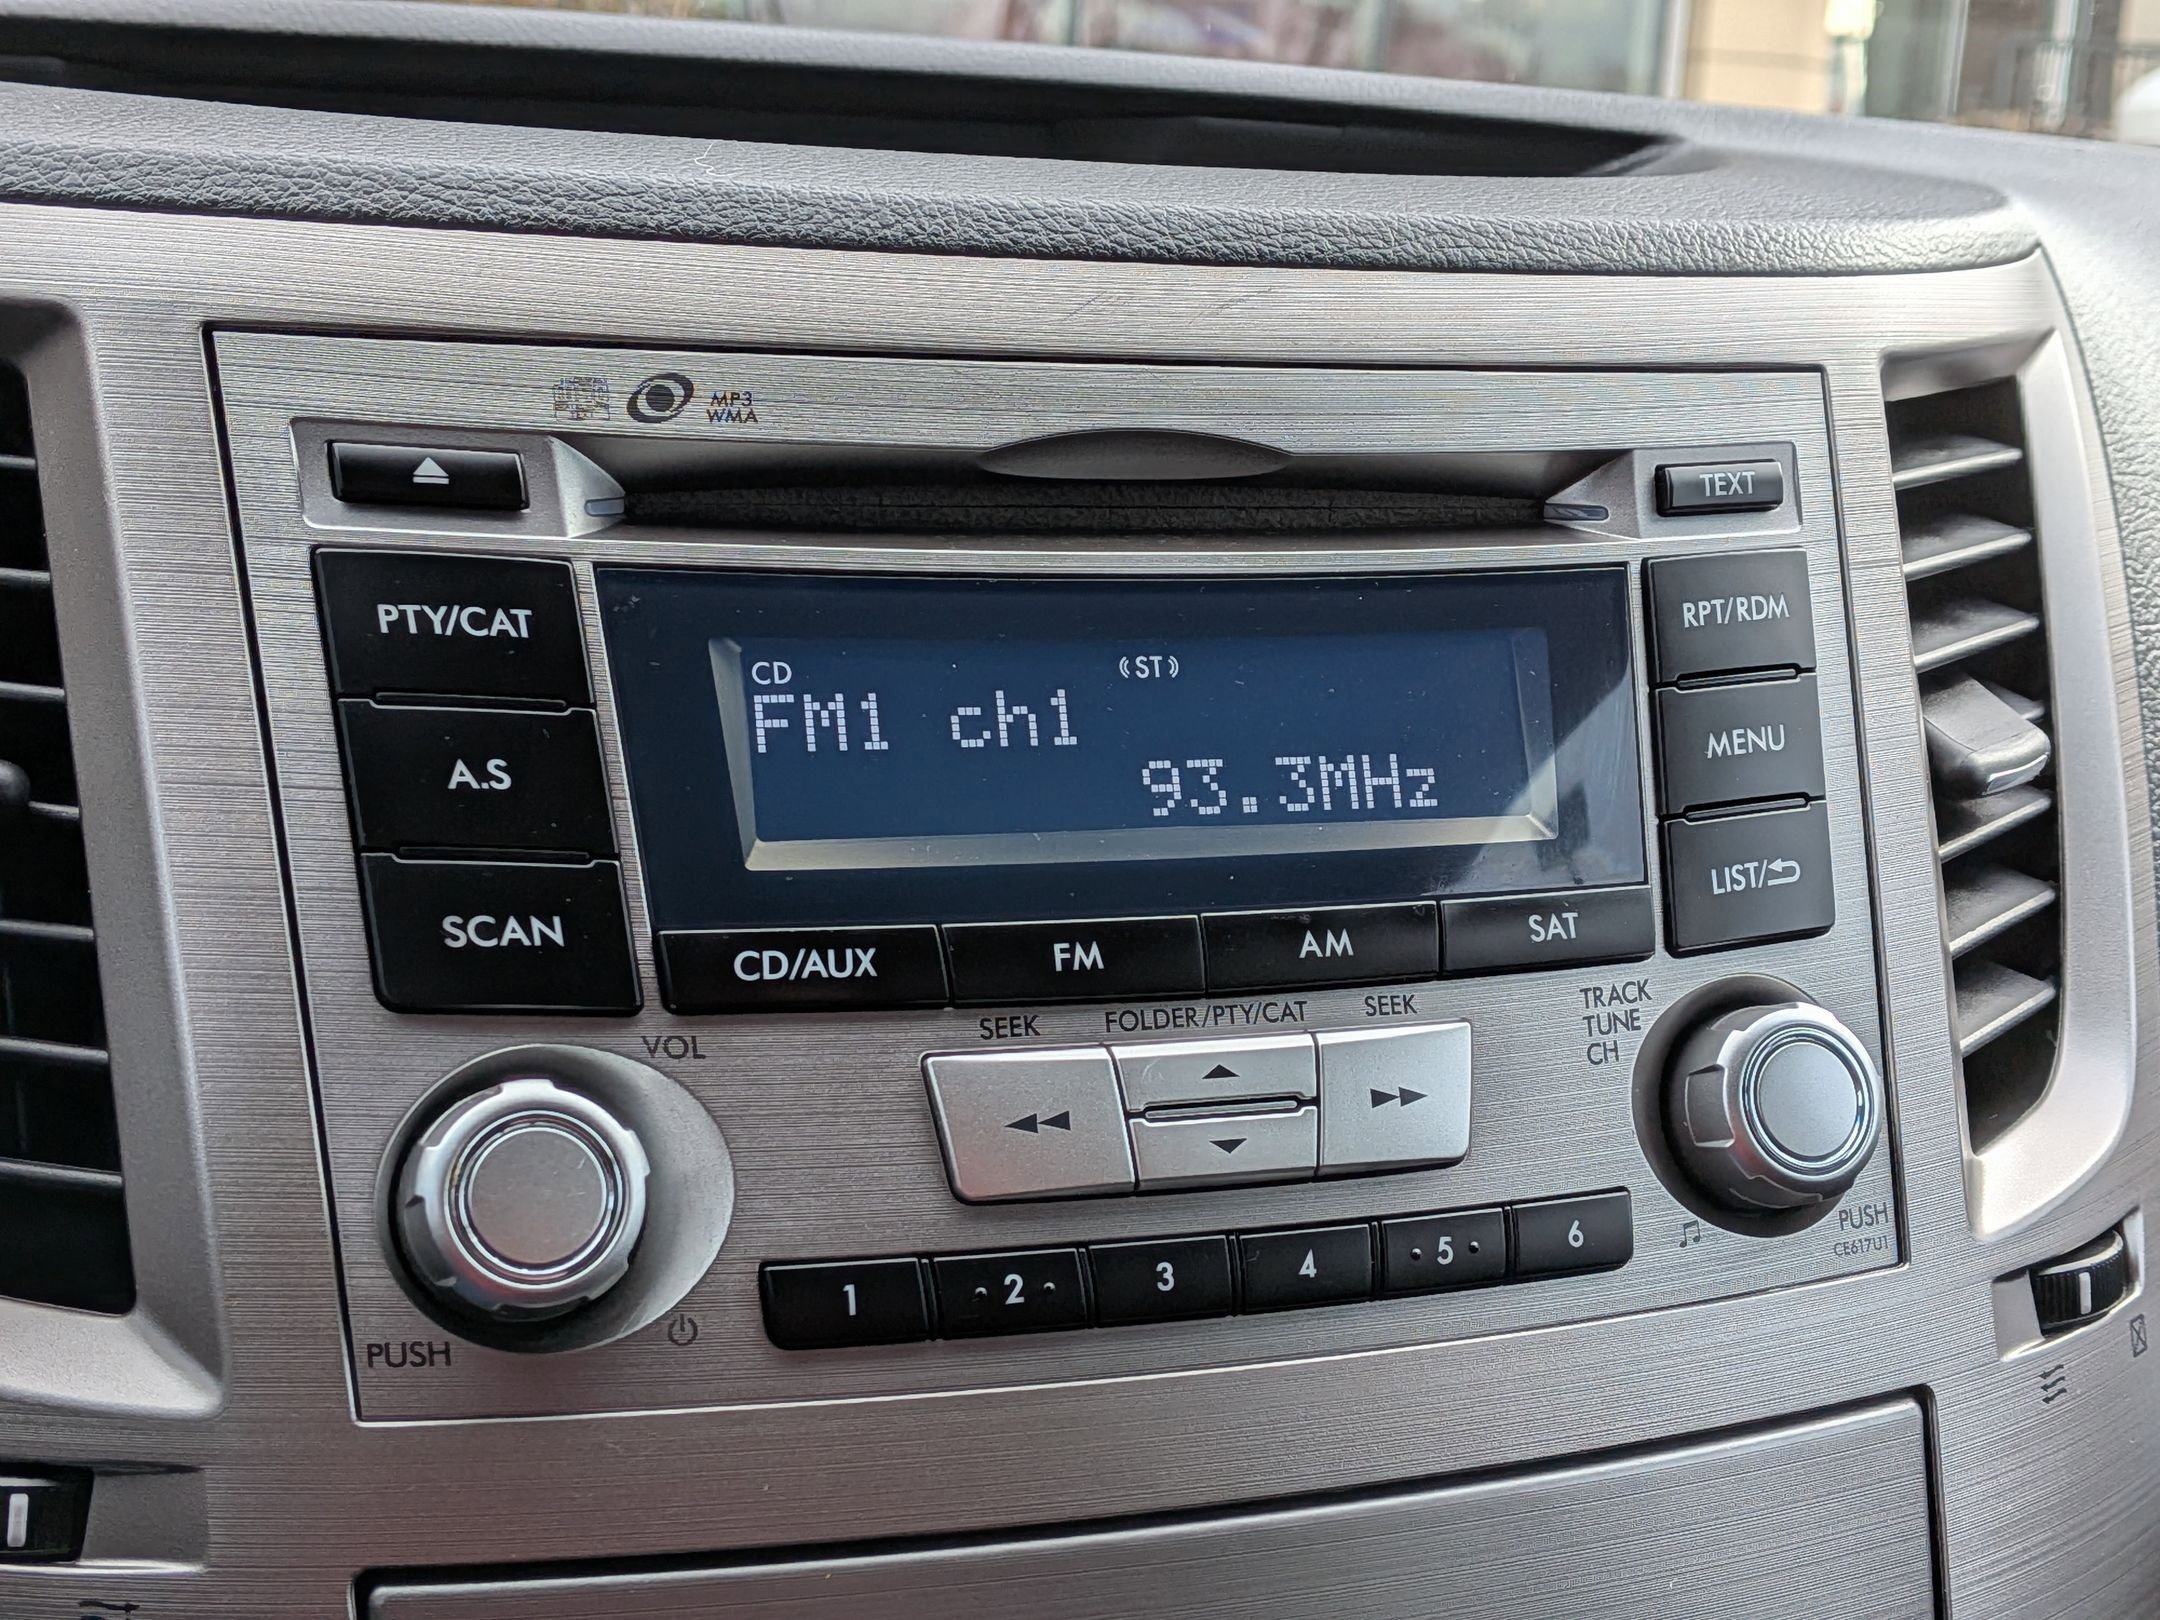 MP3
WMA
TEXT
PTY/CAT
A.S
SCAN
CD
(ST)
FM1 ch1
93.3MHz
RPT/RDM
MENU
LIST/
CD/AUX
FM
AM
SAT
VOL
SEEK
FOLDER/PTY/CAT
SEEK
TRACK
TUNE
CH
1
2
3
4
5
6
PUSH
PUSH
CE617U1